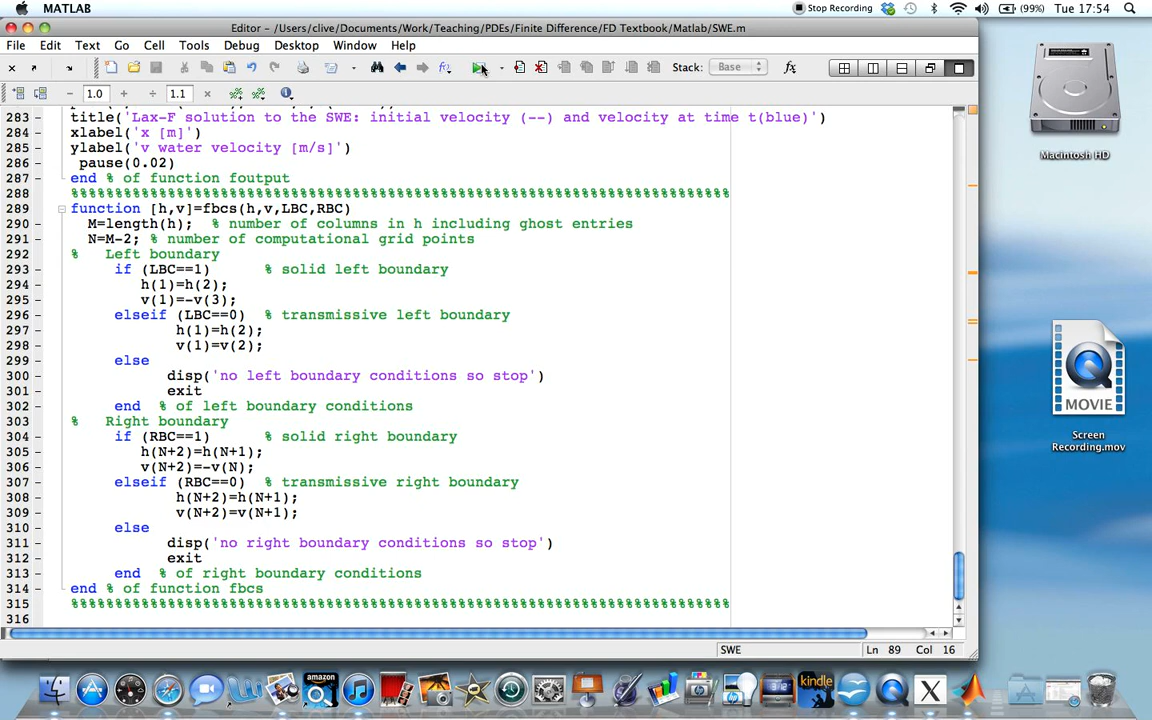 MATLAB
Stop Recording
(99%)
Tue 17:54
Editor - /Users/clive/Documents/Work/Teaching/PDEs/Finite Difference/FD Textbook/Matlab/SWE.m
File Edit Text Go Cell Tools Debug Desktop Window Help
Stack: Base
fx
− 1.0 + ÷ 1.1 ×
283 - title('Lax-F solution to the SWE: initial velocity (--) and velocity at time t(blue)')
284 - xlabel('x [m]')
285 - ylabel('v water velocity [m/s]')
286 - pause(0.02)
287 - end % of function foutput
288 %%%%%%%%%%%%%%%%%%%%%%%%%%%%%%%%%%%%%%%%%%%%%%%%%%%%%%%%%%%%%%%%%%%%%%%%%%%
289 function [h,v]=fbcs(h,v,LBC,RBC)
290 - M=length(h); % number of columns in h including ghost entries
291 - N=M-2; % number of computational grid points
292 % Left boundary
293 - if (LBC==1) % solid left boundary
294 - h(1)=h(2);
295 - v(1)=-v(3);
296 - elseif (LBC==0) % transmissive left boundary
297 - h(1)=h(2);
298 - v(1)=v(2);
299 - else
300 - disp('no left boundary conditions so stop')
301 - exit
302 - end % of left boundary conditions
303 % Right boundary
304 - if (RBC==1) % solid right boundary
305 - h(N+2)=h(N+1);
306 - v(N+2)=-v(N);
307 - elseif (RBC==0) % transmissive right boundary
308 - h(N+2)=h(N+1);
309 - v(N+2)=v(N+1);
310 - else
311 - disp('no right boundary conditions so stop')
312 - exit
313 - end % of right boundary conditions
314 - end % of function fbcs
315 %%%%%%%%%%%%%%%%%%%%%%%%%%%%%%%%%%%%%%%%%%%%%%%%%%%%%%%%%%%%%%%%%%%%%%%%%%%
316
SWE
Ln 89 Col 16
Macintosh HD
MOVIE
Screen
Recording.mov
amazon
kindle